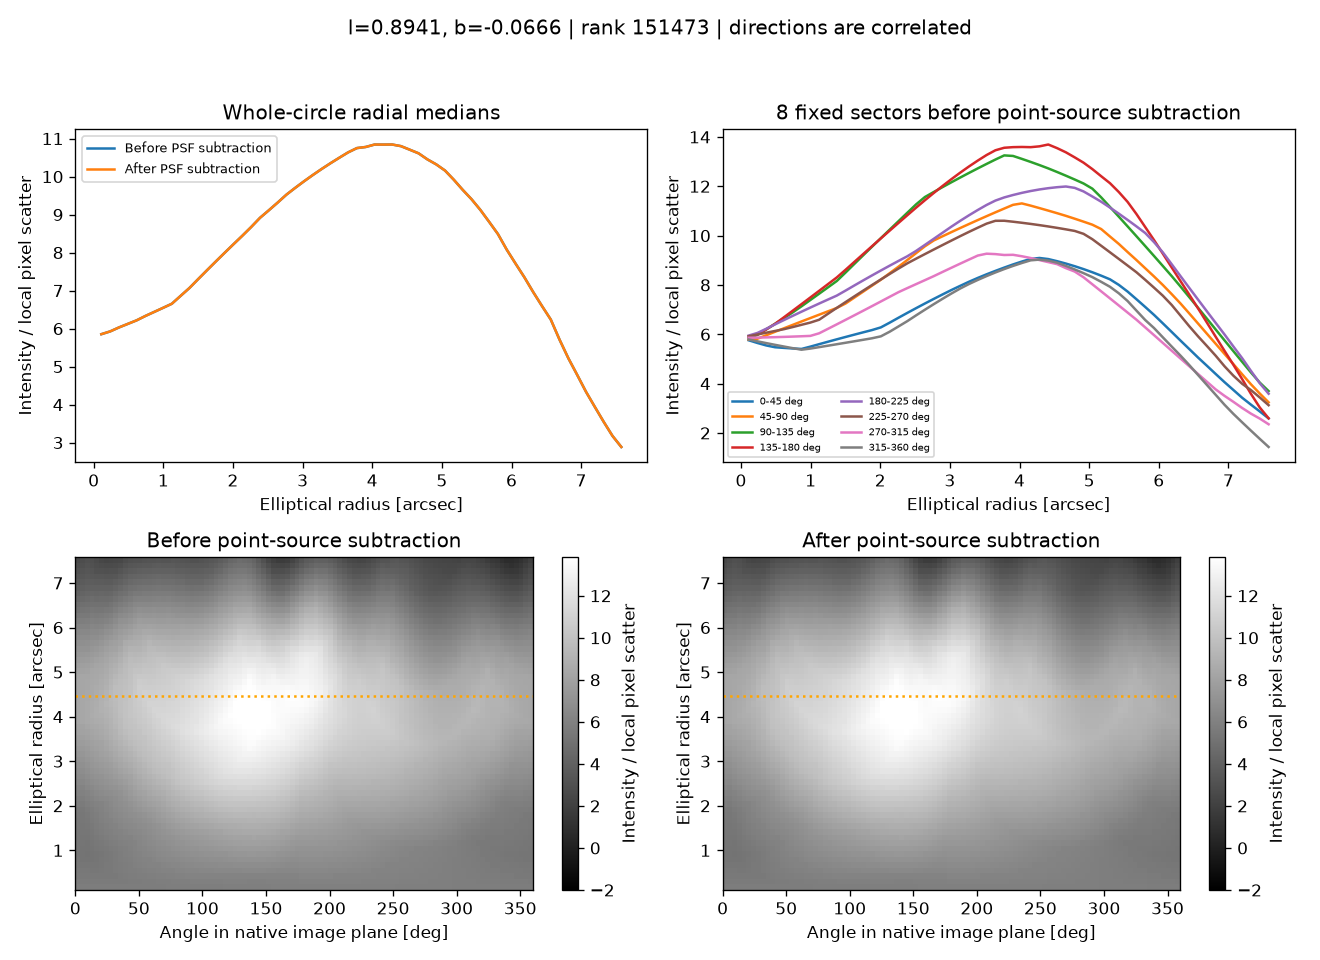 l=0.8941, b=-0.0666 | rank 151473 | directions are correlated
Whole-circle radial medians
Intensity / local pixel scatter
11
10
9
8
7
6
5
4
3
Before PSF subtraction
After PSF subtraction
0 1 2 3 4 5 6 7
Elliptical radius [arcsec]
8 fixed sectors before point-source subtraction
Intensity / local pixel scatter
14
12
10
8
6
4
2
0-45 deg
45-90 deg
90-135 deg
135-180 deg
180-225 deg
225-270 deg
270-315 deg
315-360 deg
0 1 2 3 4 5 6 7
Elliptical radius [arcsec]
Before point-source subtraction
Elliptical radius [arcsec]
7
6
5
4
3
2
1
0 50 100 150 200 250 300 350
Angle in native image plane [deg]
12
10
8
6
4
2
0
−2
Intensity / local pixel scatter
After point-source subtraction
Elliptical radius [arcsec]
7
6
5
4
3
2
1
0 50 100 150 200 250 300 350
Angle in native image plane [deg]
12
10
8
6
4
2
0
−2
Intensity / local pixel scatter